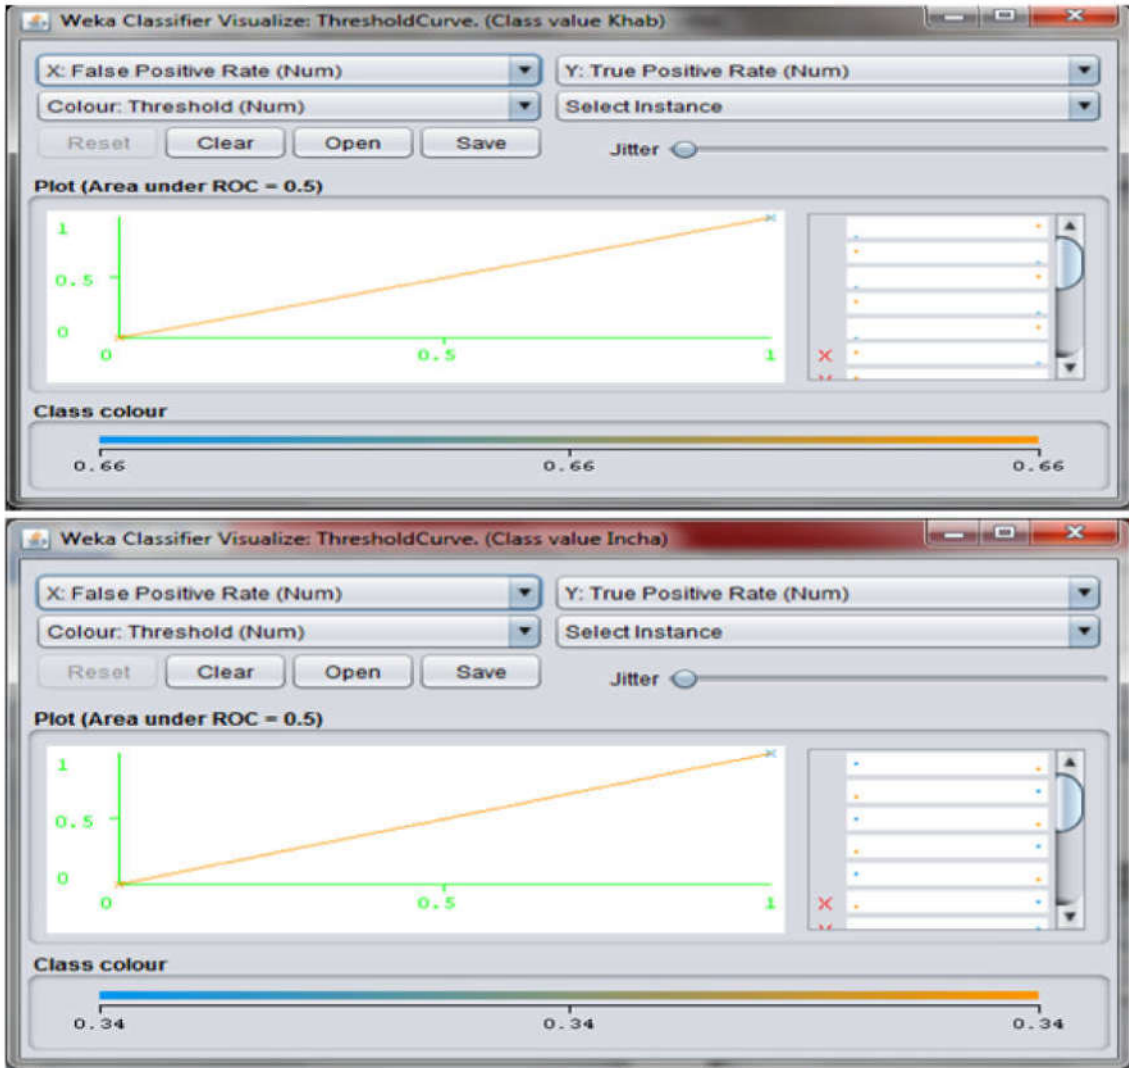 Weka Classifier Visualize: ThresholdCurve. (Class value Khab)
X: False Positive Rate (Num) Y: True Positive Rate (Num)
Colour: Threshold (Num) Select Instance
Reset Clear Open Save Jitter
Plot (Area under ROC = 0.5)
1
0.5
0
0 0.5 1
X
Class colour
0.66 0.66 0.66
Weka Classifier Visualize: ThresholdCurve. (Class value Incha)
X: False Positive Rate (Num) Y: True Positive Rate (Num)
Colour: Threshold (Num) Select Instance
Reset Clear Open Save Jitter
Plot (Area under ROC = 0.5)
1
0.5
0
0 0.5 1
X
Class colour
0.34 0.34 0.34